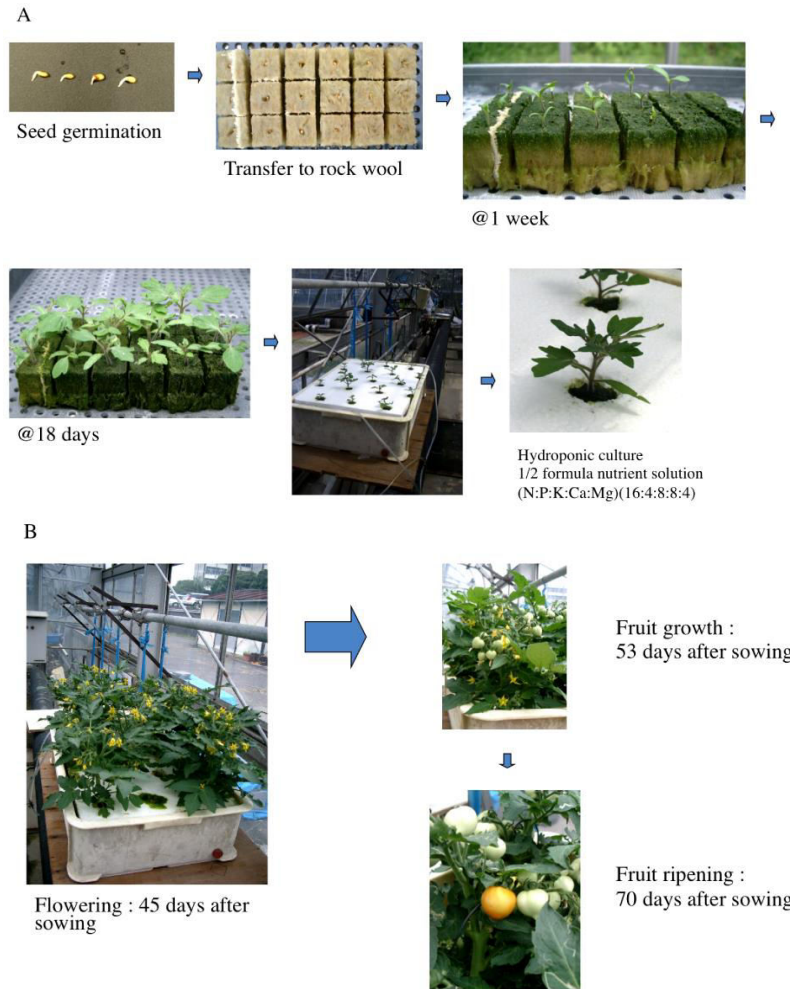 A
Seed germination
Transfer to rock wool
@1 week
@18 days
Hydroponic culture
1/2 formula nutrient solution
(N:P:K:Ca:Mg)(16:4:8:8:4)
B
Flowering : 45 days after
sowing
Fruit growth :
53 days after sowing
Fruit ripening :
70 days after sowing